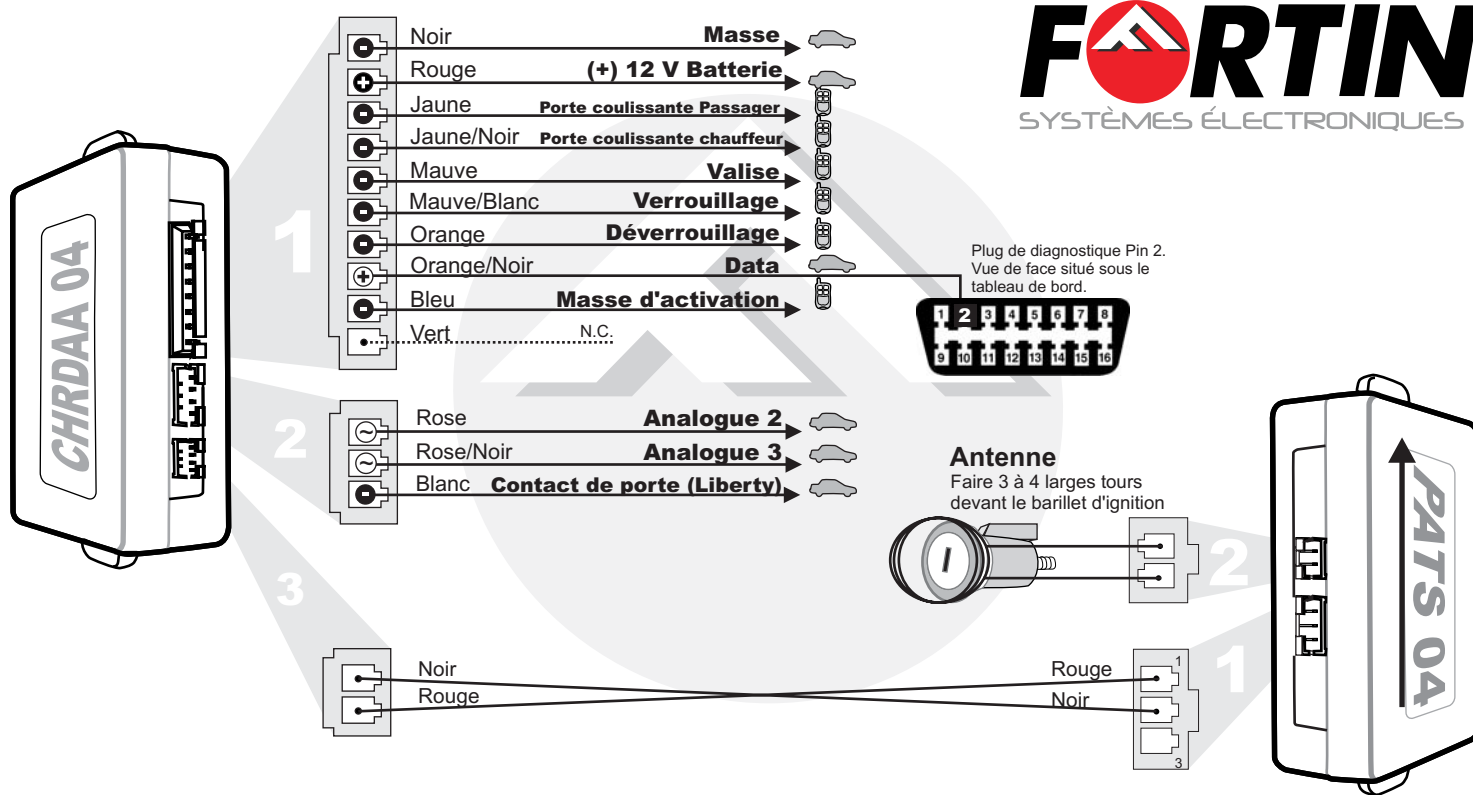 FORTIN
SYSTÈMES ÉLECTRONIQUES
CHRDAA 04
1
Noir Masse
Rouge (+) 12 V Batterie
Jaune Porte coulissante Passager
Jaune/Noir Porte coulissante chauffeur
Mauve Valise
Mauve/Blanc Verrouillage
Orange Déverrouillage
Orange/Noir Data
Bleu Masse d'activation
Vert N.C.
Plug de diagnostique Pin 2.
Vue de face situé sous le
tableau de bord.
1 2 3 4 5 6 7 8
9 10 11 12 13 14 15 16
2
Rose Analogue 2
Rose/Noir Analogue 3
Blanc Contact de porte (Liberty)
Antenne
Faire 3 à 4 larges tours
devant le barillet d'ignition
2
3
Noir
Rouge
Rouge 1
Noir
3
1
PATS 04